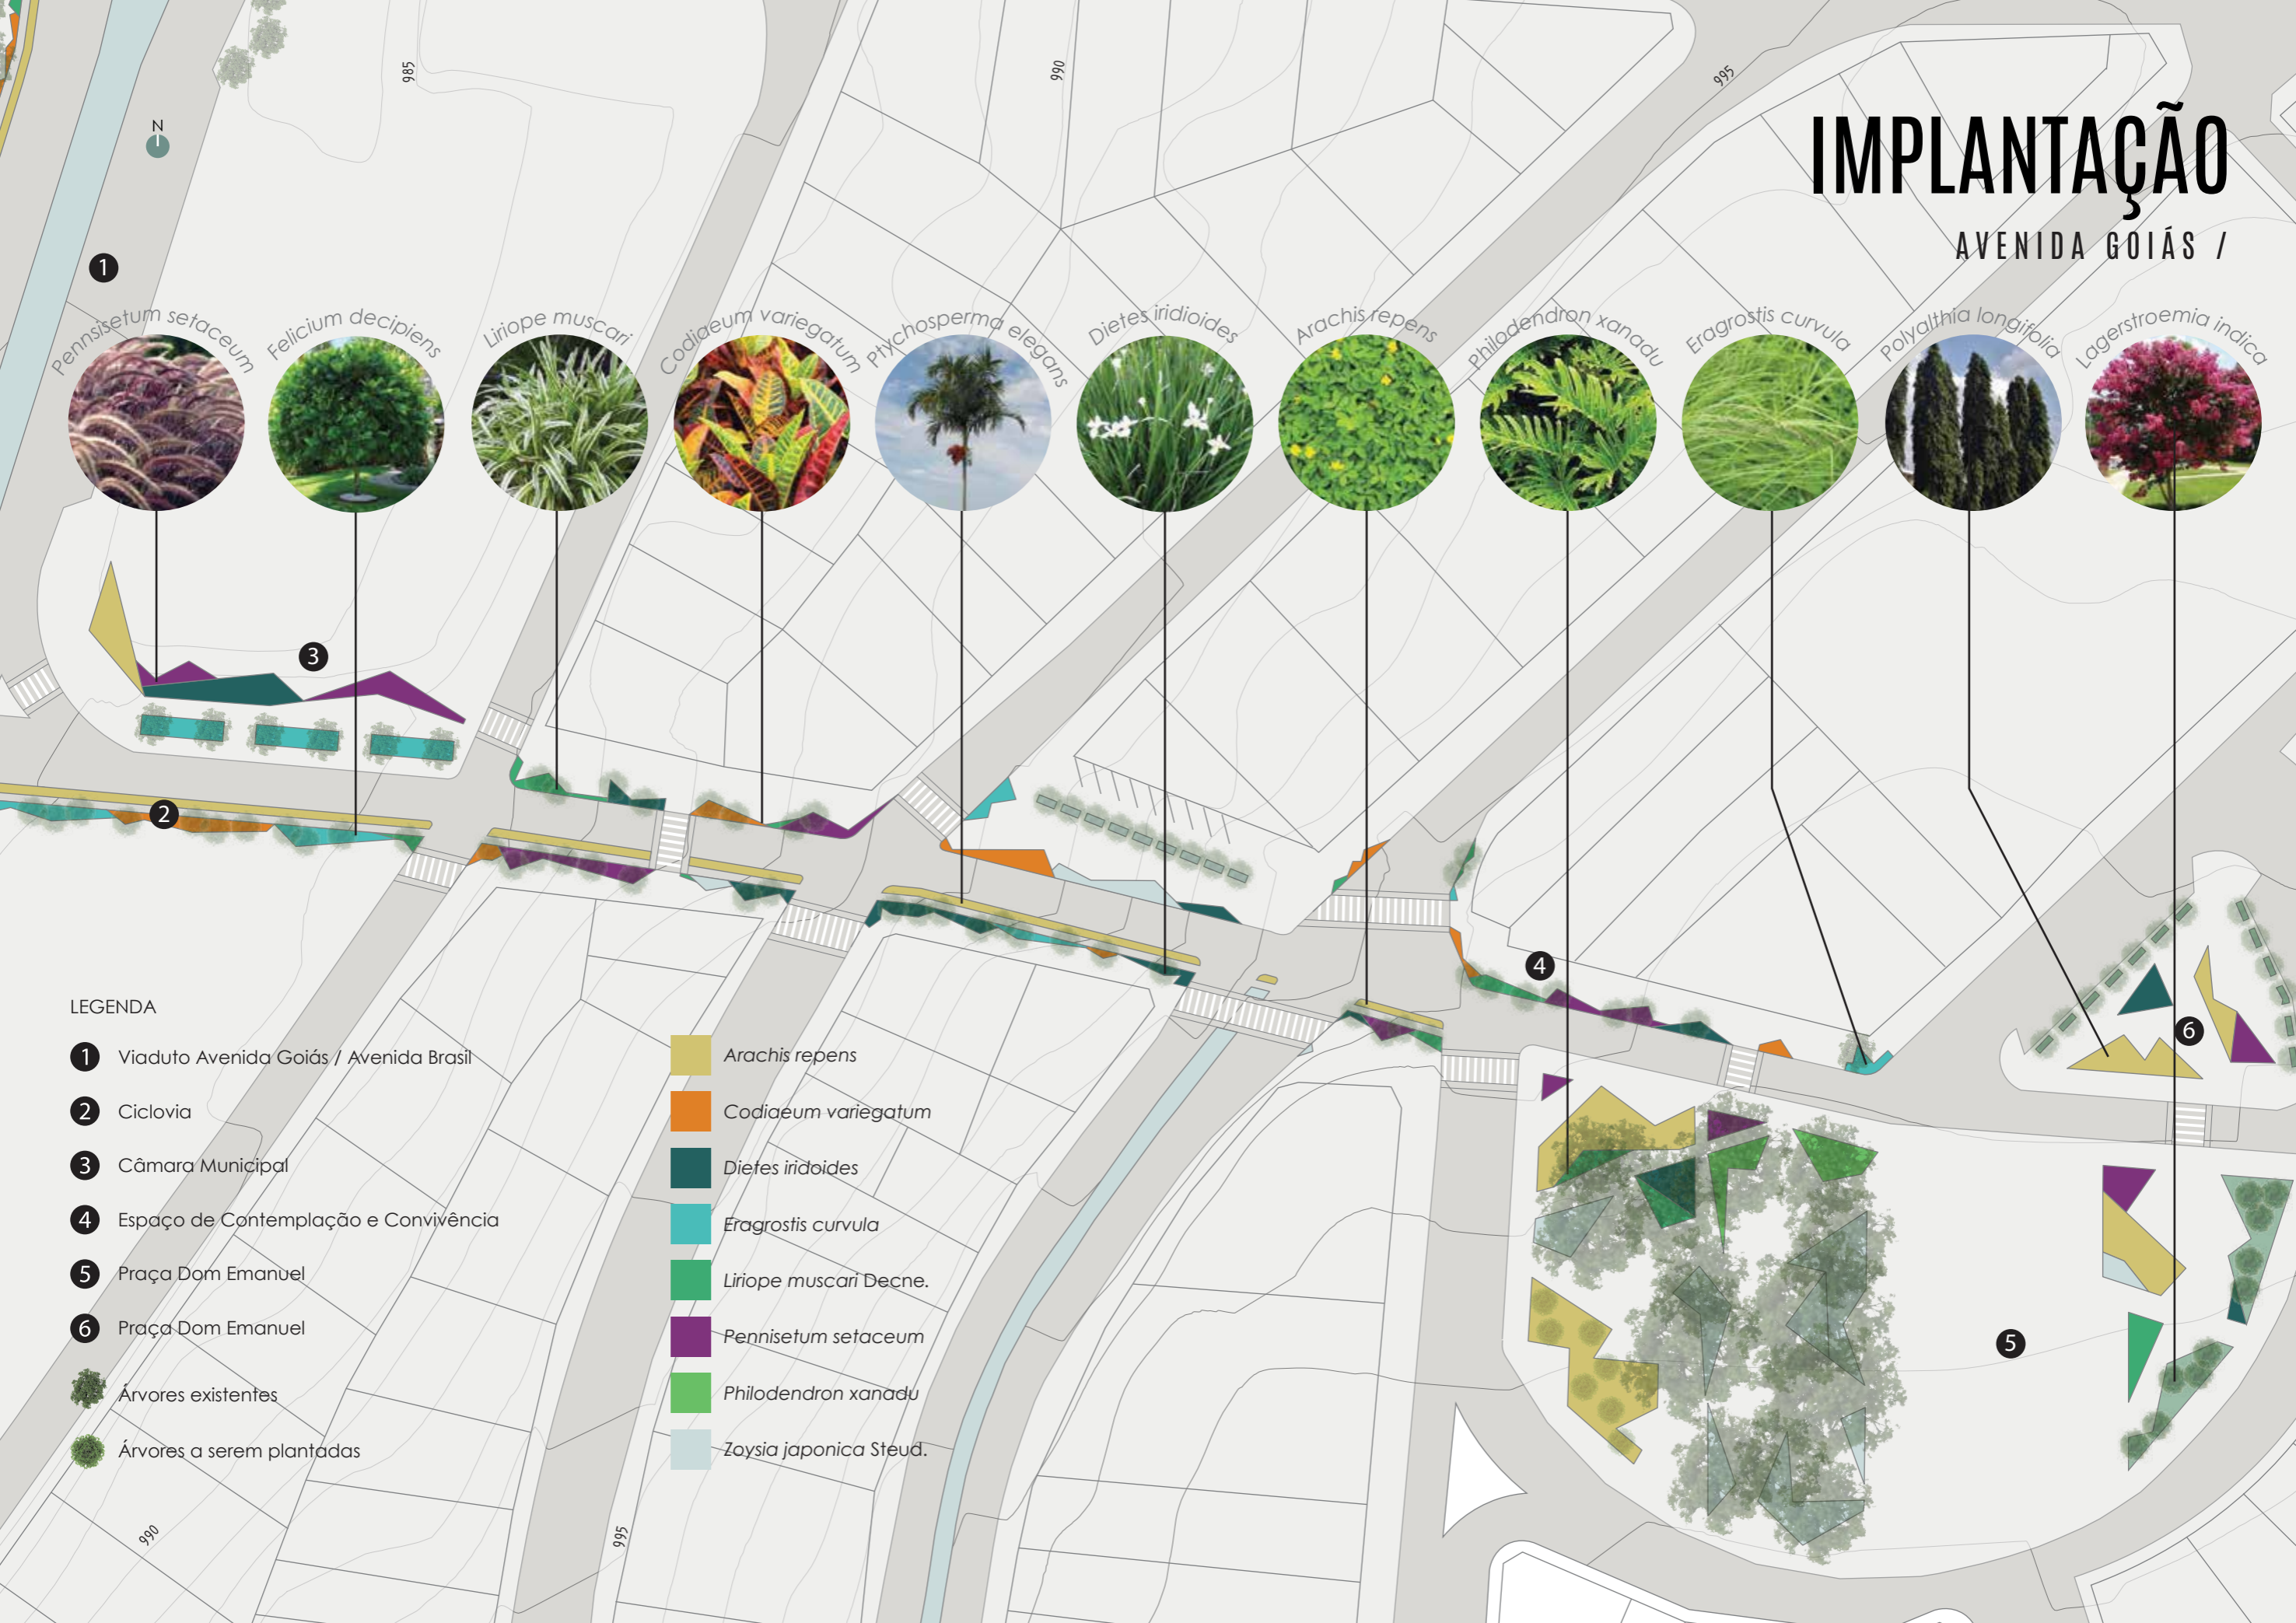 985
990
995
N
IMPLANTAÇÃO
AVENIDA GOIÁS /
1
Pennsisetum setaceum
Felicium decipiens
Liriope muscari
Codiaeum variegatum
Ptychosperma elegans
Dietes iridioides
Arachis repens
Philodendron xanadu
Eragrostis curvula
Polyalthia longifolia
Lagerstroemia indica
3
2
4
6
5
LEGENDA
1 Viaduto Avenida Goiás / Avenida Brasil
2 Ciclovia
3 Câmara Municipal
4 Espaço de Contemplação e Convivência
5 Praça Dom Emanuel
6 Praça Dom Emanuel
Árvores existentes
Árvores a serem plantadas
Arachis repens
Codiaeum variegatum
Dietes iridoides
Eragrostis curvula
Liriope muscari Decne.
Pennisetum setaceum
Philodendron xanadu
Zoysia japonica Steud.
990
995